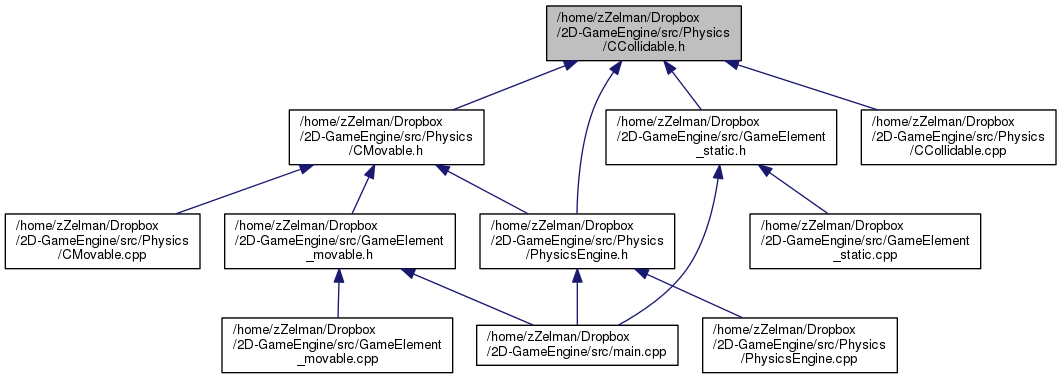 /home/zZelman/Dropbox
/2D-GameEngine/src/Physics
/CCollidable.h
/home/zZelman/Dropbox
/2D-GameEngine/src/Physics
/CMovable.h
/home/zZelman/Dropbox
/2D-GameEngine/src/GameElement
_static.h
/home/zZelman/Dropbox
/2D-GameEngine/src/Physics
/CCollidable.cpp
/home/zZelman/Dropbox
/2D-GameEngine/src/Physics
/CMovable.cpp
/home/zZelman/Dropbox
/2D-GameEngine/src/GameElement
_movable.h
/home/zZelman/Dropbox
/2D-GameEngine/src/Physics
/PhysicsEngine.h
/home/zZelman/Dropbox
/2D-GameEngine/src/GameElement
_static.cpp
/home/zZelman/Dropbox
/2D-GameEngine/src/GameElement
_movable.cpp
/home/zZelman/Dropbox
/2D-GameEngine/src/main.cpp
/home/zZelman/Dropbox
/2D-GameEngine/src/Physics
/PhysicsEngine.cpp